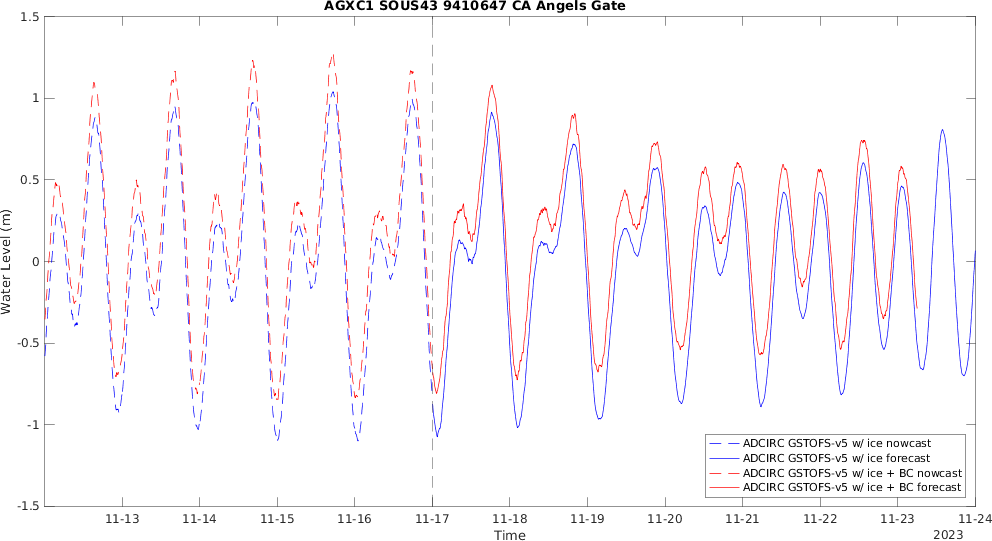 AGXC1 SOUS43 9410647 CA Angels Gate
Water Level (m)
1.5
1
0.5
0
-0.5
-1
-1.5
11-13 11-14 11-15 11-16 11-17 11-18 11-19 11-20 11-21 11-22 11-23 11-24
Time
2023
ADCIRC GSTOFS-v5 w/ ice nowcast
ADCIRC GSTOFS-v5 w/ ice forecast
ADCIRC GSTOFS-v5 w/ ice + BC nowcast
ADCIRC GSTOFS-v5 w/ ice + BC forecast